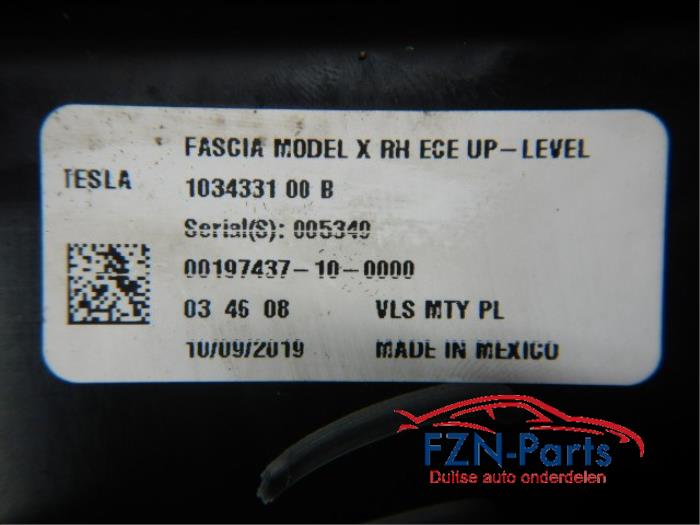 FASCIA MODEL X RH ECE UP-LEVEL
TESLA
1034331 00 B
Serial(S): 005349
00197437-10-0000
03 46 08 VLS MTY PL
10/09/2019 MADE IN MEXICO
FZN-Parts
Duitse auto onderdelen